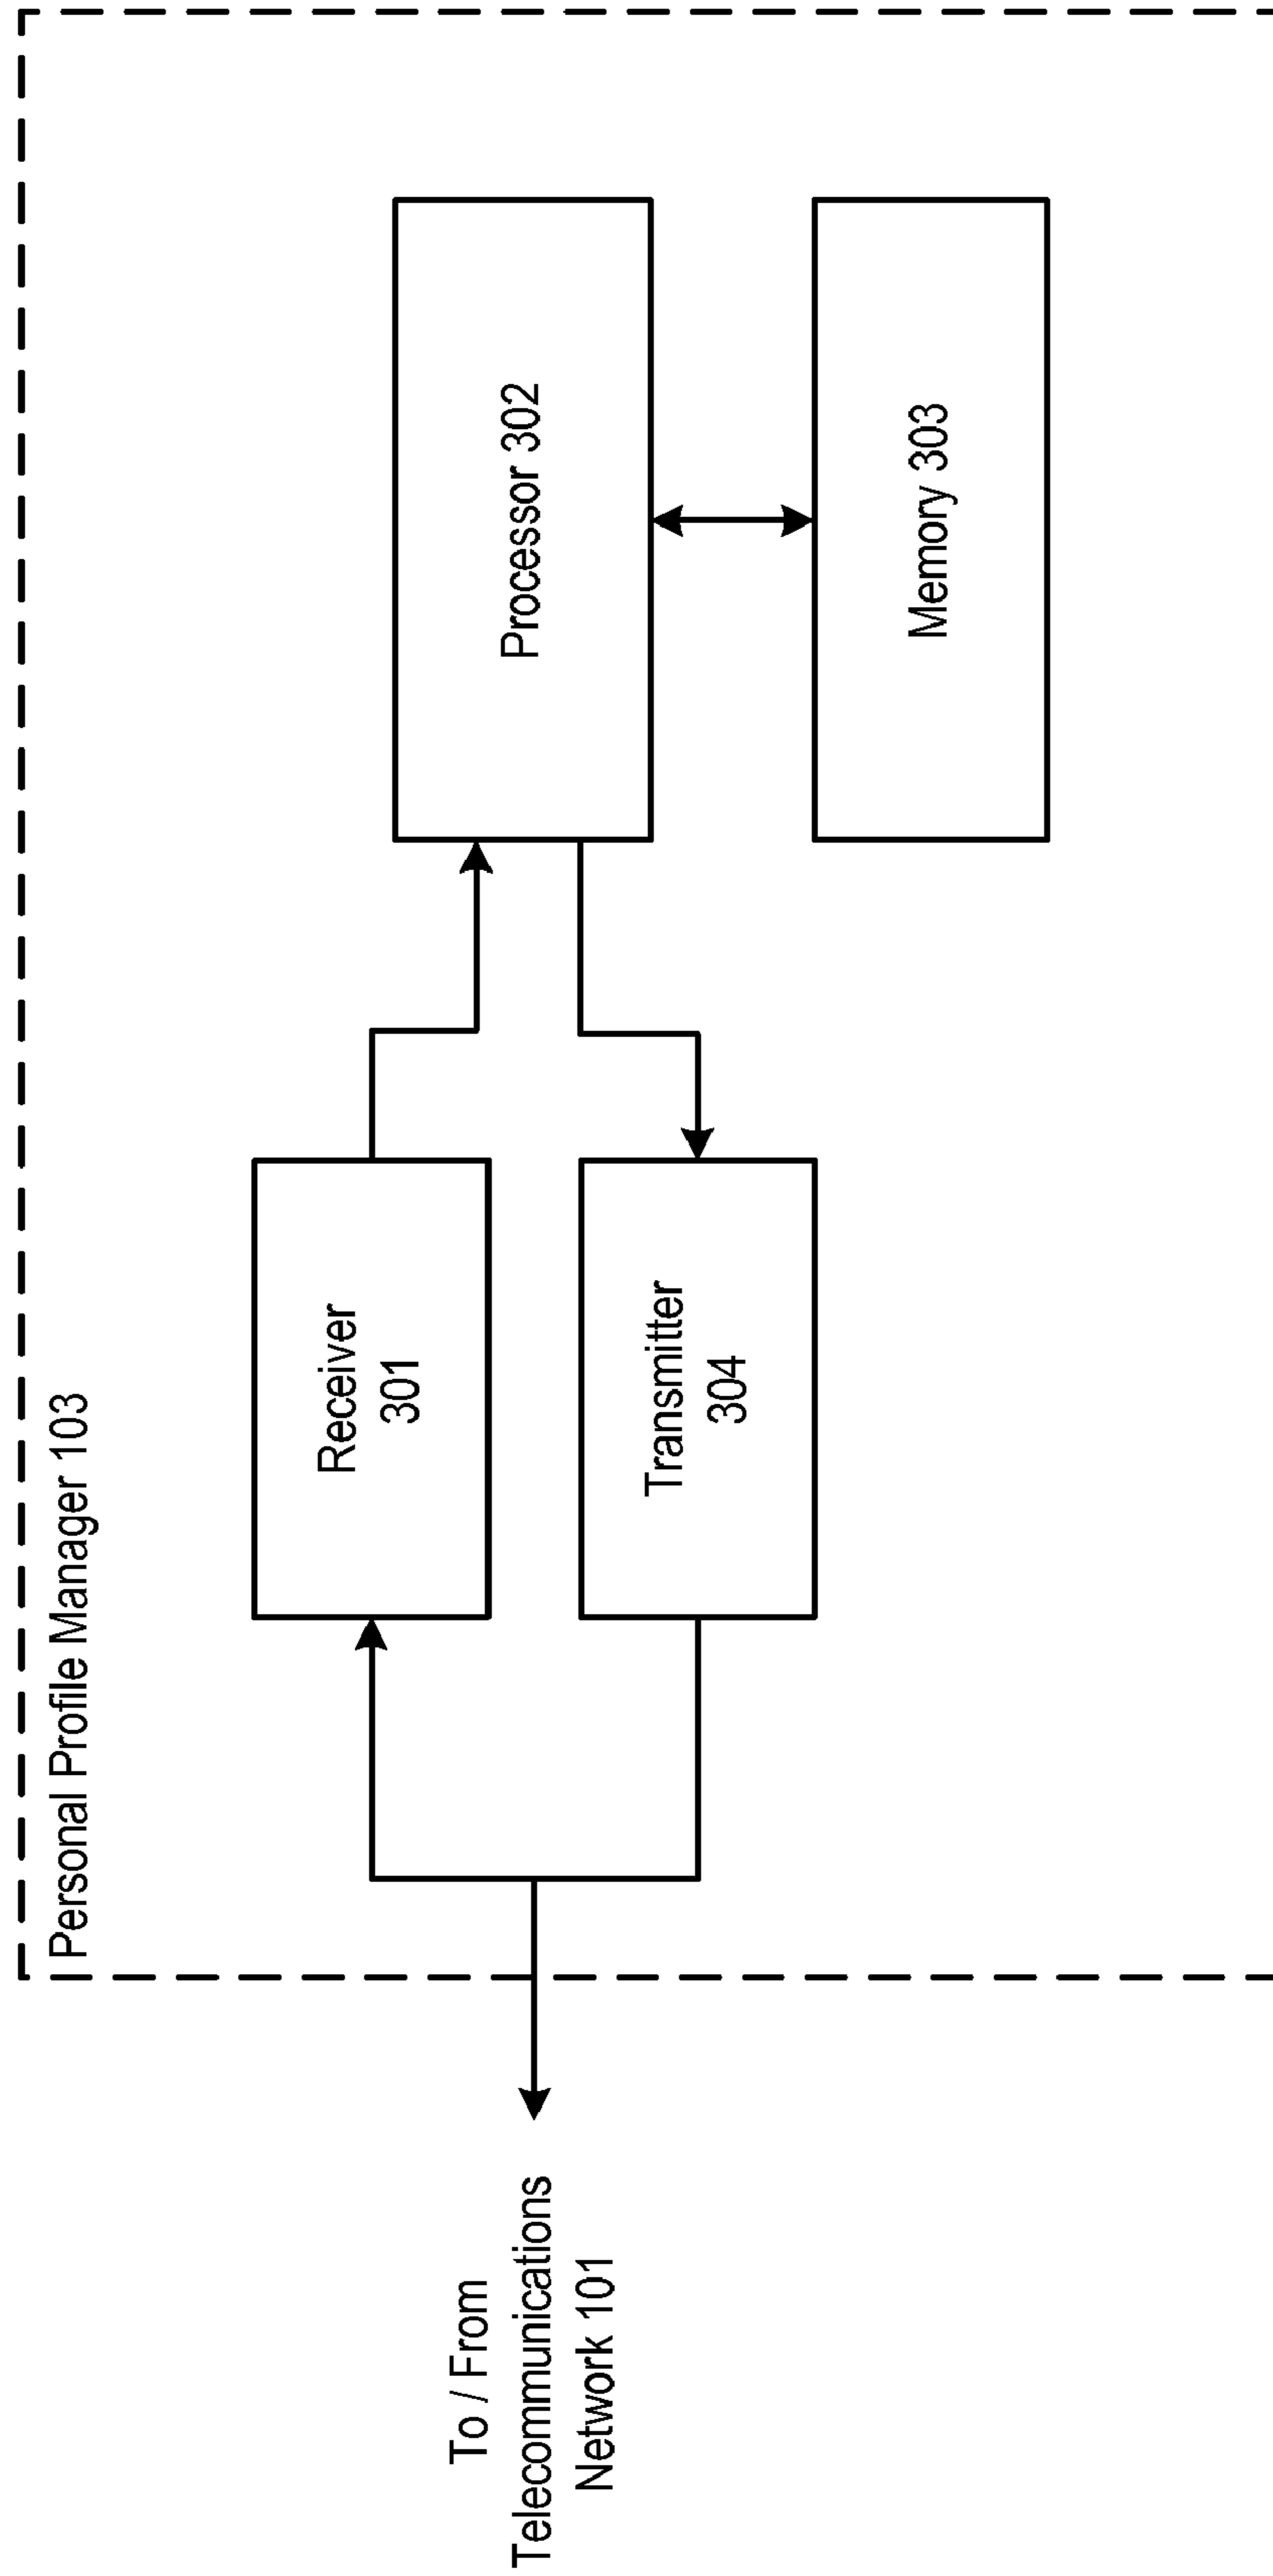 Personal Profile Manager 103
Receiver
301
Processor 302
To / From
Telecommunications
Network 101
Transmitter
304
Memory 303